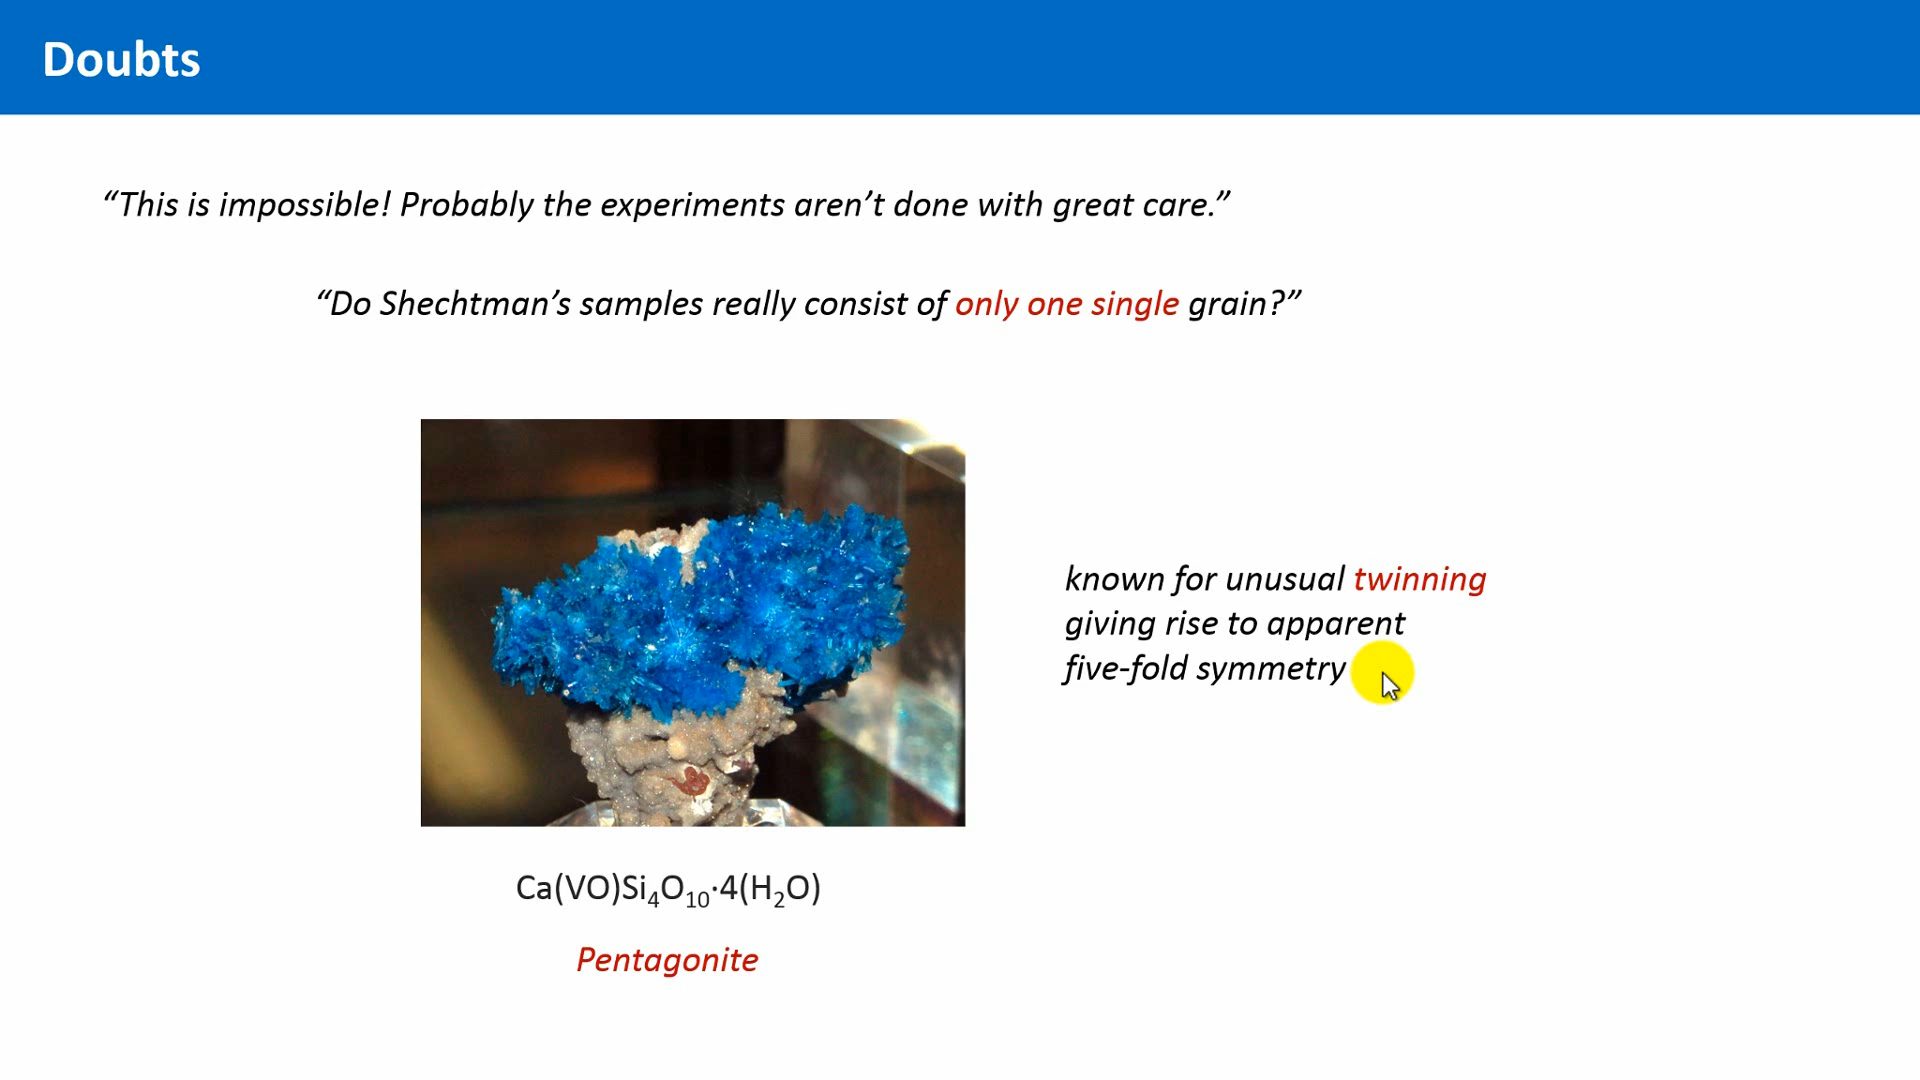 Doubts
“This is impossible! Probably the experiments aren’t done with great care.”
“Do Shechtman’s samples really consist of only one single grain?”
known for unusual twinning
giving rise to apparent
five-fold symmetry
Ca(VO)Si₄O₁₀·4(H₂O)
Pentagonite